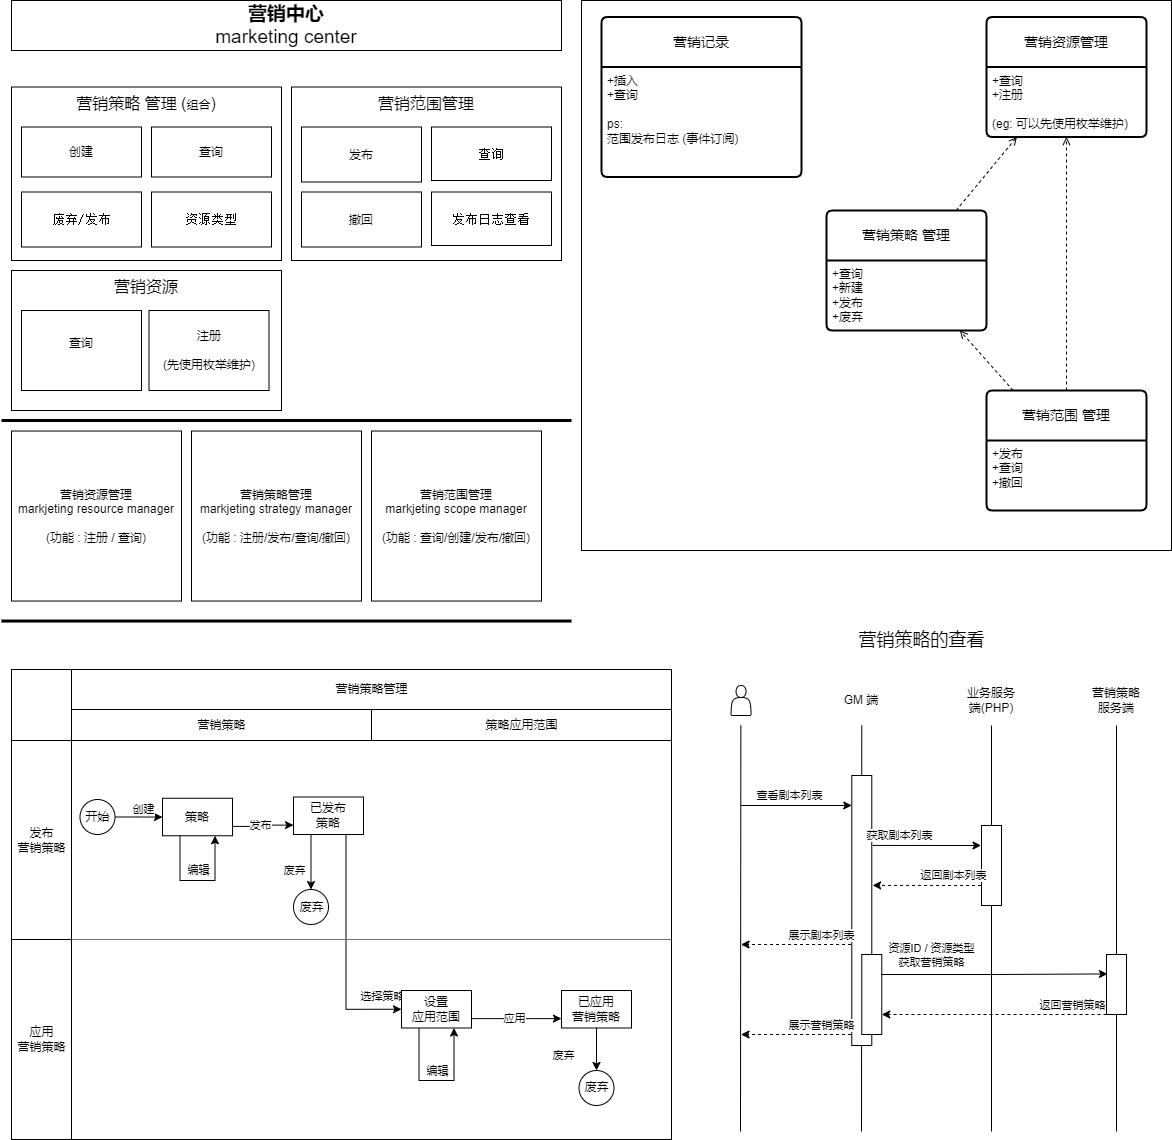 营销中心
marketing center
营销策略 管理 (组合)
创建
查询
废弃/发布
资源类型
营销范围管理
发布
查询
撤回
发布日志查看
营销资源
查询
注册
(先使用枚举维护)
营销资源管理
markjeting resource manager
(功能 : 注册 / 查询)
营销策略管理
markjeting strategy manager
(功能 : 注册/发布/查询/撤回)
营销范围管理
markjeting scope manager
(功能 : 查询/创建/发布/撤回)
营销记录
+插入
+查询
ps:
范围发布日志 (事件订阅)
营销资源管理
+查询
+注册
(eg: 可以先使用枚举维护)
营销策略 管理
+查询
+新建
+发布
+废弃
营销范围 管理
+发布
+查询
+撤回
营销策略管理
营销策略
策略应用范围
发布
营销策略
开始
创建
策略
编辑
发布
已发布
策略
废弃
废弃
应用
营销策略
选择策略
设置
应用范围
编辑
应用
已应用
营销策略
废弃
废弃
营销策略的查看
GM 端
业务服务
端(PHP)
营销策略
服务端
查看剧本列表
获取剧本列表
返回剧本列表
展示剧本列表
资源ID / 资源类型
获取营销策略
返回营销策略
展示营销策略